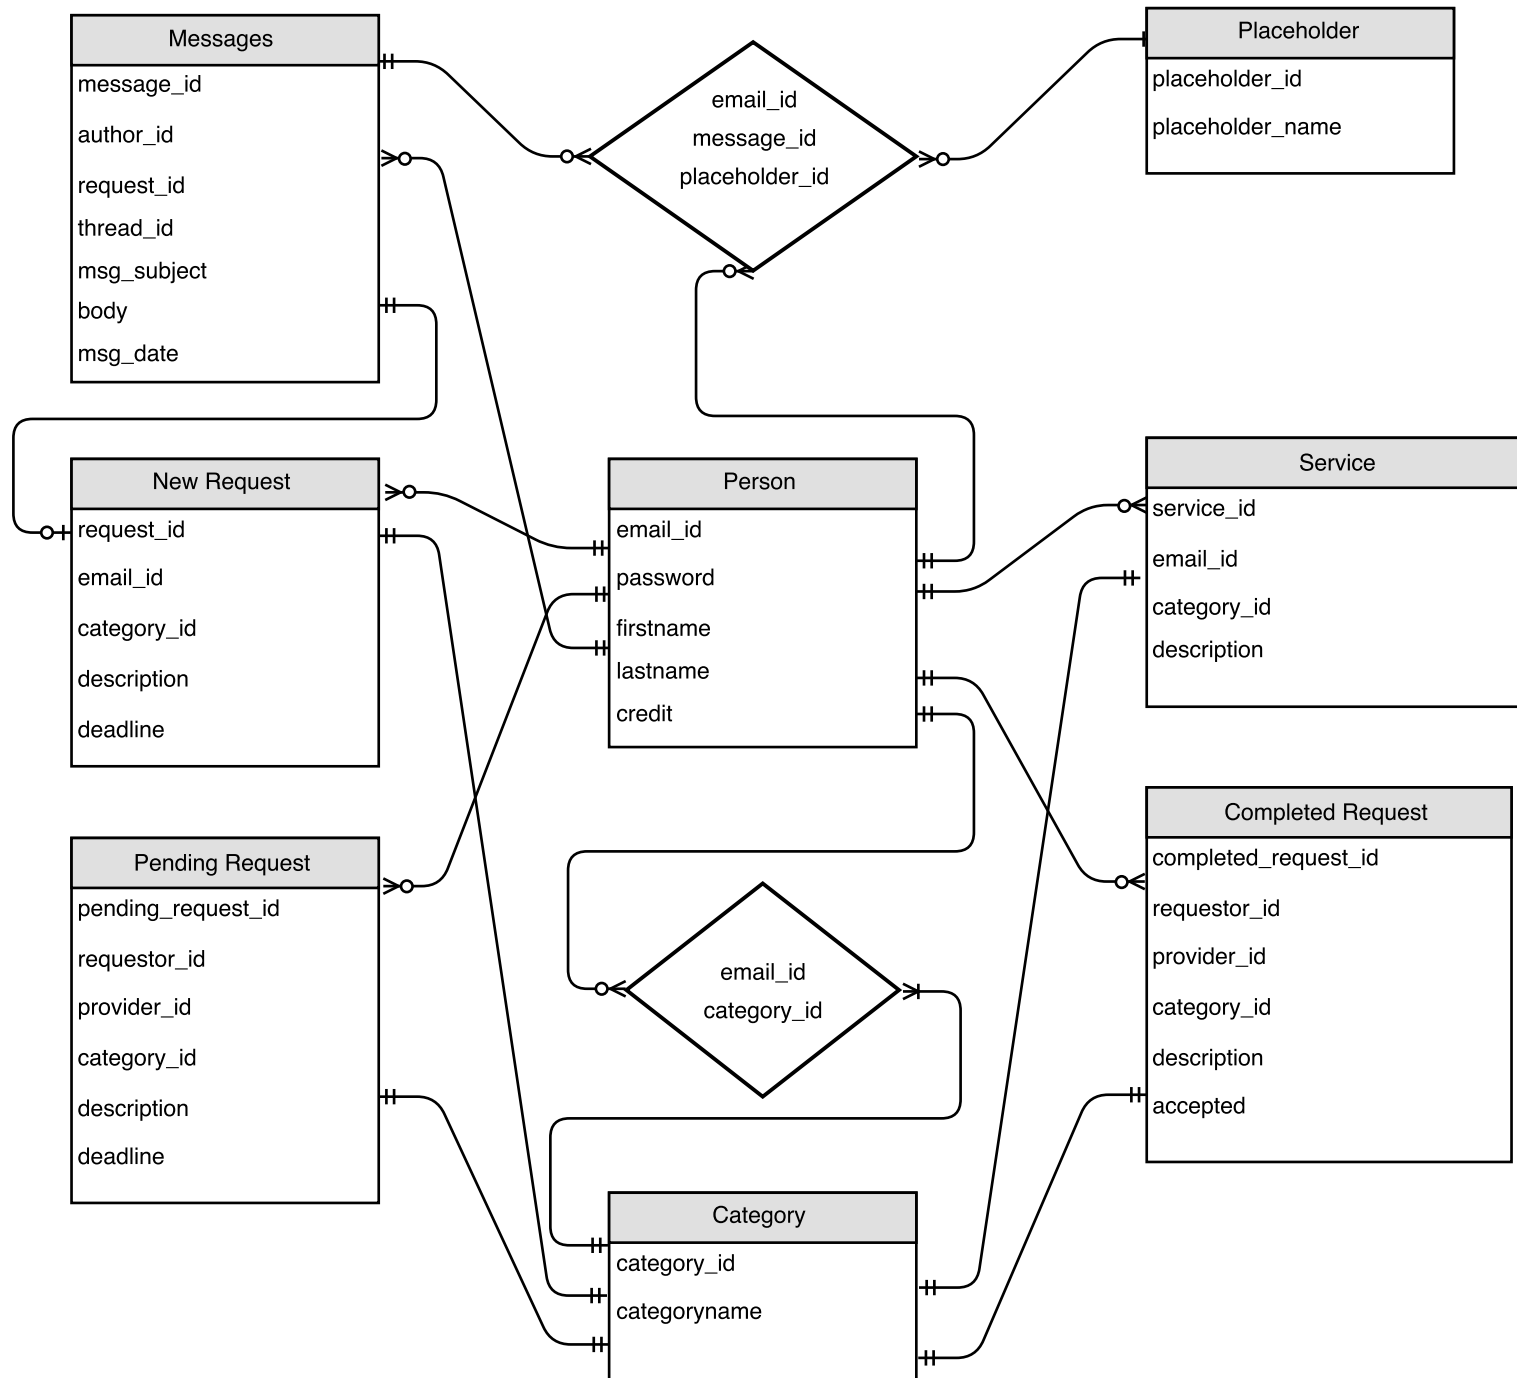 Messages
message_id
author_id
request_id
thread_id
msg_subject
body
msg_date
email_id
message_id
placeholder_id
Placeholder
placeholder_id
placeholder_name
New Request
request_id
email_id
category_id
description
deadline
Person
email_id
password
firstname
lastname
credit
Service
service_id
email_id
category_id
description
Pending Request
pending_request_id
requestor_id
provider_id
category_id
description
deadline
email_id
category_id
Completed Request
completed_request_id
requestor_id
provider_id
category_id
description
accepted
Category
category_id
categoryname